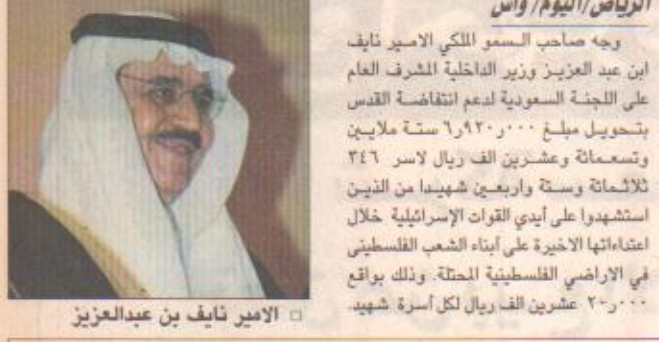 الرياض/اليوم/ واس
وجه صاحب السمو الملكي الامير نايف
ابن عبد العزيز وزير الداخلية المشرف العام
على اللجنة السعودية لدعم انتفاضة القدس
بتحويل مبلغ ٦٫٩٢٠٫٠٠٠ ستة ملايين
وتسعمائة وعشرين الف ريال لاسر ٣٤٦
ثلاثمائة وستة واربعين شهيدا من الذين
استشهدوا على أيدي القوات الإسرائيلية خلال
اعتداءاتها الاخيرة على أبناء الشعب الفلسطينى
في الاراضي الفلسطينية المحتلة. وذلك بواقع
٢٠٫٠٠٠ عشرين الف ريال لكل أسرة شهيد.
الامير نايف بن عبدالعزيز